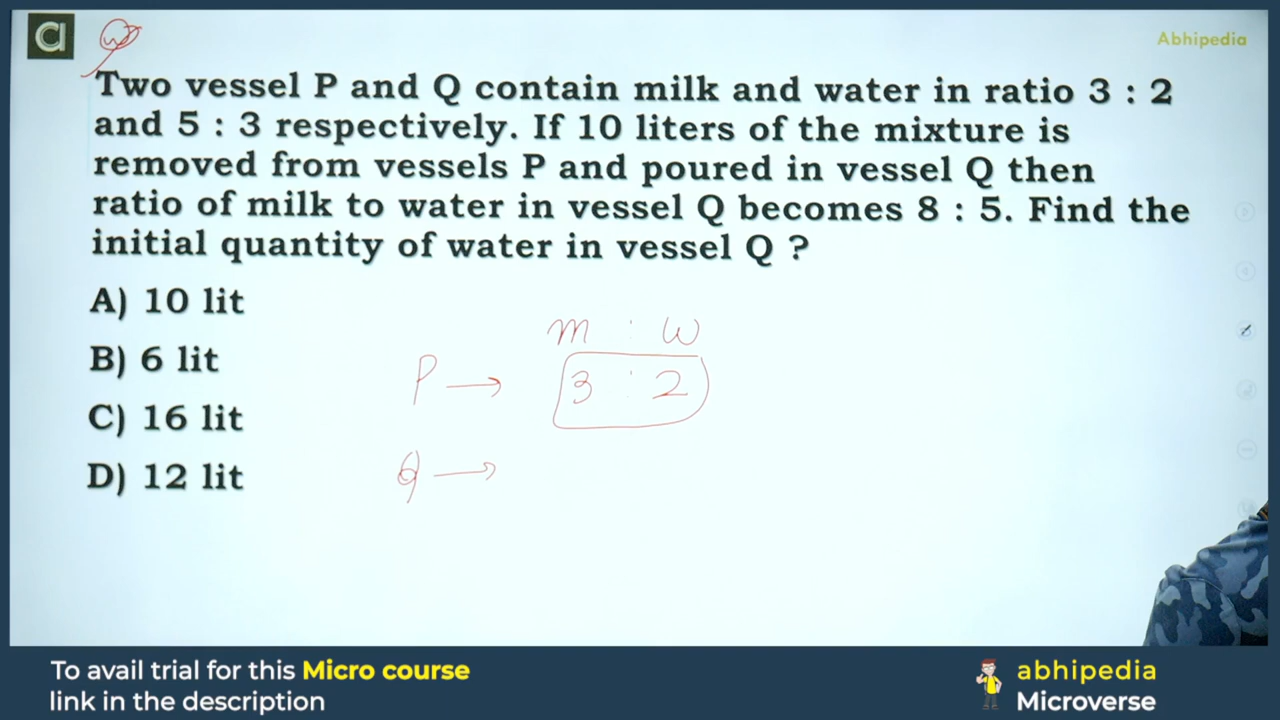 a
Abhipedia
Two vessel P and Q contain milk and water in ratio 3 : 2
and 5 : 3 respectively. If 10 liters of the mixture is
removed from vessels P and poured in vessel Q then
ratio of milk to water in vessel Q becomes 8 : 5. Find the
initial quantity of water in vessel Q ?
A) 10 lit
B) 6 lit
C) 16 lit
D) 12 lit
m : w
P → 3 : 2
Q →
To avail trial for this Micro course
link in the description
abhipedia
Microverse